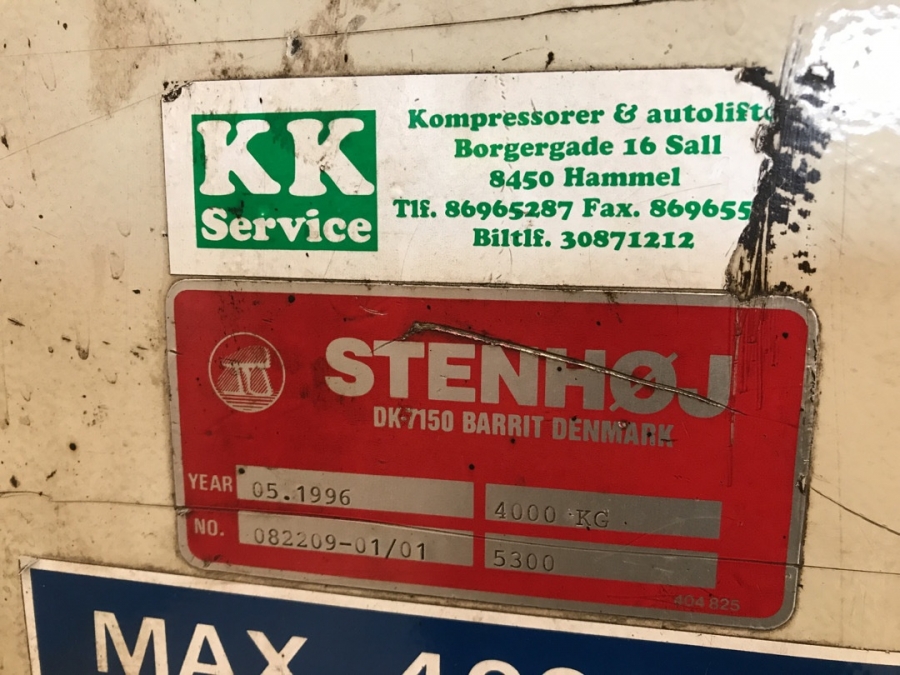 KK
Service
Kompressorer & autolift
Borgergade 16 Sall
8450 Hammel
Tlf. 86965287 Fax. 869655
Biltlf. 30871212
STENHØJ
DK-7150 BARRIT DENMARK
YEAR 05.1996 4000 KG
NO. 082209-01/01 5300
404 825
MAX